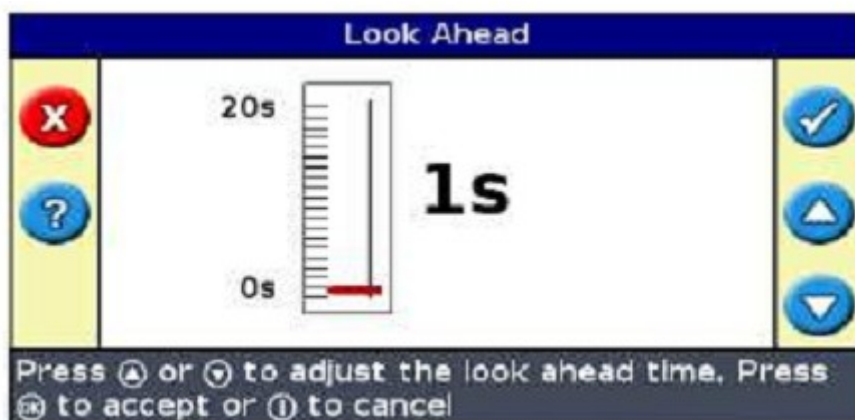 Look Ahead
20s
1s
0s
Press ▲ or ▼ to adjust the look ahead time. Press
OK to accept or to cancel